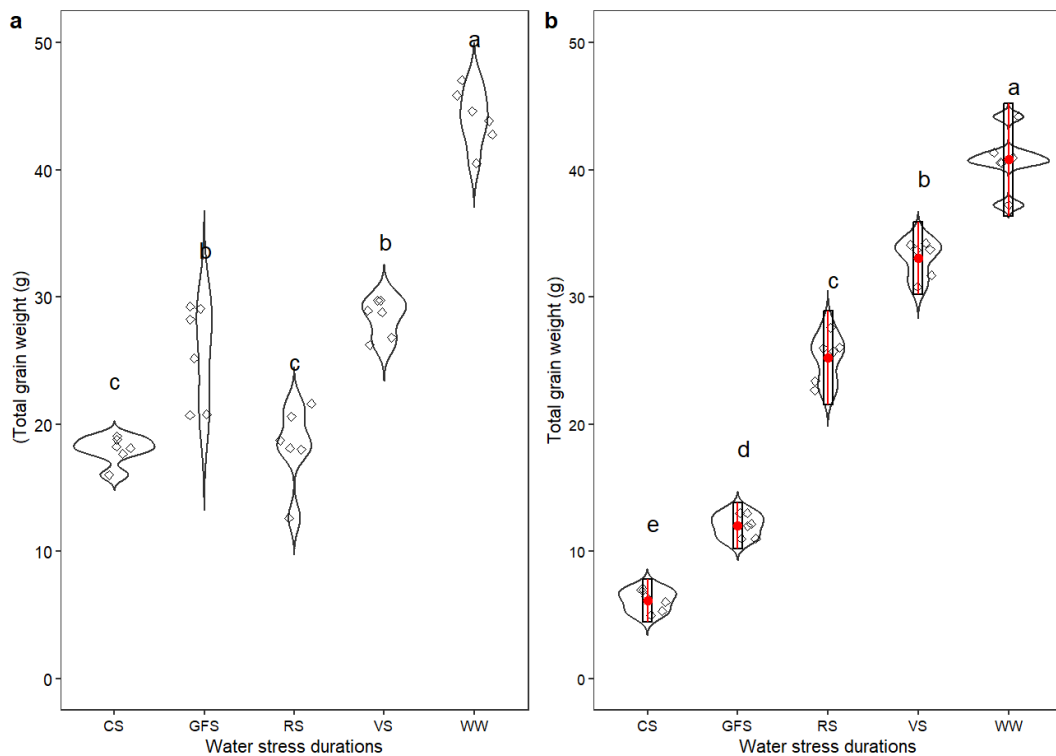 a
50
40
30
20
10
0
(Total grain weight (g)
c
b
c
b
a
CS GFS RS VS WW
Water stress durations
b
50
40
30
20
10
0
Total grain weight (g)
e
d
c
b
a
CS GFS RS VS WW
Water stress durations